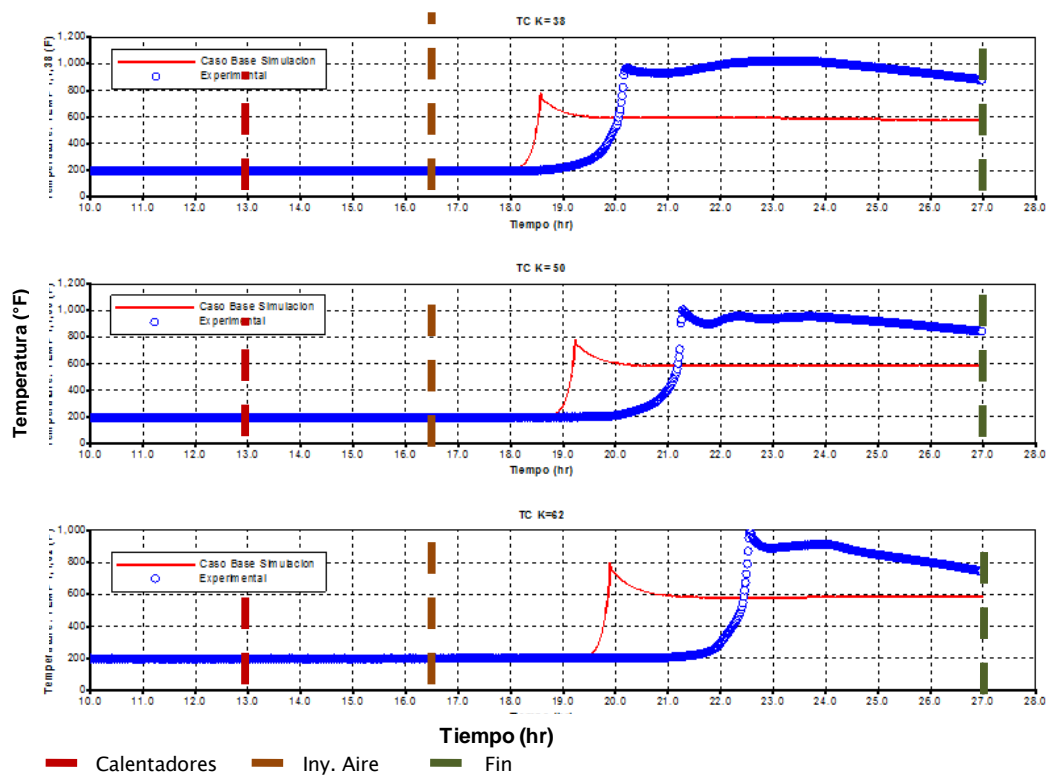 TC K= 38
1,200
1,000
800
600
400
200
0
Caso Base Simulacion
Experimental
10.0 11.0 12.0 13.0 14.0 15.0 16.0 17.0 18.0 19.0 20.0 21.0 22.0 23.0 24.0 25.0 26.0 27.0 28.0
Tiempo (hr)
TC K= 50
1,200
1,000
800
600
400
200
0
Caso Base Simulacion
Experimental
10.0 11.0 12.0 13.0 14.0 15.0 16.0 17.0 18.0 19.0 20.0 21.0 22.0 23.0 24.0 25.0 26.0 27.0 28.0
Tiempo (hr)
Temperatura (°F)
TC K=62
1,000
800
600
400
200
0
Caso Base Simulacion
Experimental
10.0 11.0 12.0 13.0 14.0 15.0 16.0 17.0 18.0 19.0 20.0 21.0 22.0 23.0 24.0 25.0 26.0 27.0 28.0
Tiempo (hr)
Calentadores Iny. Aire Fin